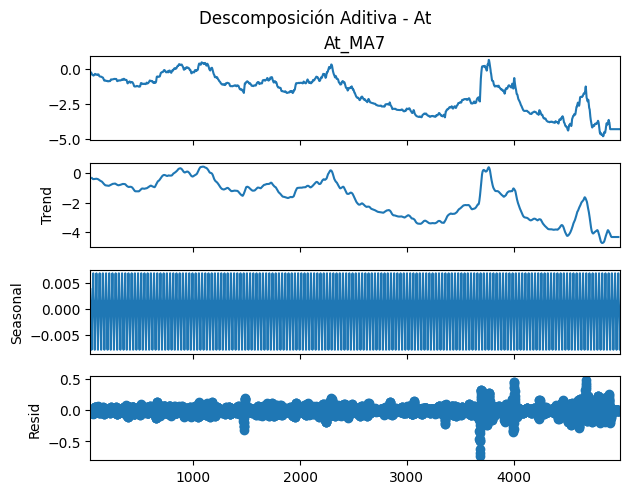 Descomposición Aditiva - At
At_MA7
0.0
−2.5
−5.0
Trend
0
−2
−4
Seasonal
0.005
0.000
−0.005
Resid
0.5
0.0
−0.5
1000 2000 3000 4000